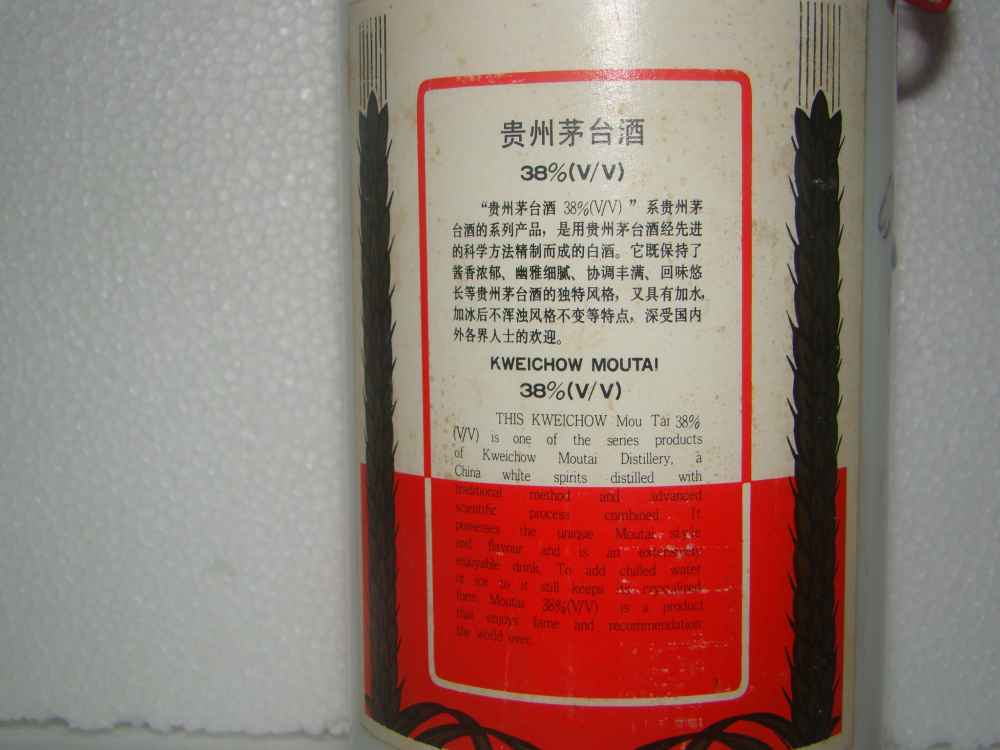 贵州茅台酒
38%(V/V)
“贵州茅台酒 38%(V/V)”系贵州茅
台酒的系列产品，是用贵州茅台酒经先进
的科学方法精制而成的白酒。它既保持了
酱香浓郁、幽雅细腻、协调丰满、回味悠
长等贵州茅台酒的独特风格，又具有加水，
加冰后不浑浊风格不变等特点，深受国内
外各界人士的欢迎。
KWEICHOW MOUTAI
38%(V/V)
THIS KWEICHOW Mou Tai 38%
(V/V) is one of the series products
of Kweichow Moutai Distillery, a
China white spirits distilled with
traditional method and advanced
scientific process combined. It
possesses the unique Moutai style
and flavour and is an extensively
enjoyable drink. To add chilled water
or ice to it still keeps its
Moutai 38%(V/V) is a product
that enjoys fame and recommendation
the world over.